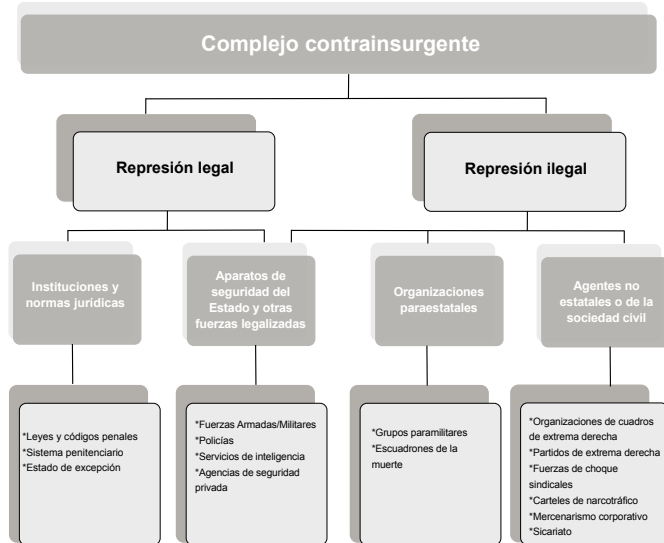 Complejo contrainsurgente
Represión legal
Represión ilegal
Instituciones y
normas jurídicas
Aparatos de
seguridad del
Estado y otras
fuerzas legalizadas
Organizaciones
paraestatales
Agentes no
estatales o de la
sociedad civil
*Leyes y códigos penales
*Sistema penitenciario
*Estado de excepción
*Fuerzas Armadas/Militares
*Policías
*Servicios de inteligencia
*Agencias de seguridad
privada
*Grupos paramilitares
*Escuadrones de la
muerte
*Organizaciones de cuadros
de extrema derecha
*Partidos de extrema derecha
*Fuerzas de choque
sindicales
*Carteles de narcotráfico
*Mercenarismo corporativo
*Sicariato